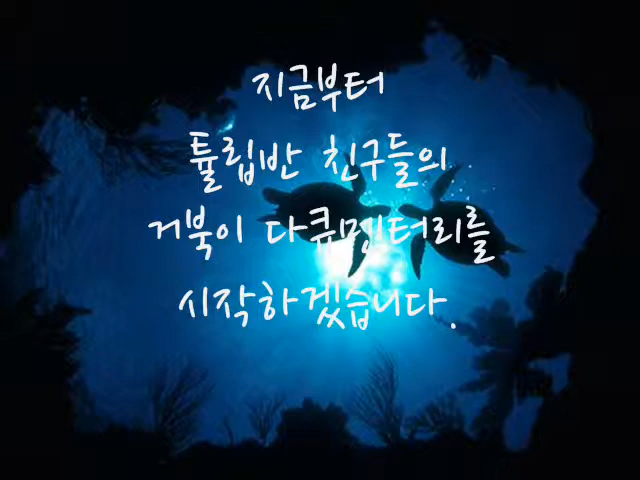 지금부터
튤립반 친구들의
거북이 다큐멘터리를
시작하겠습니다.